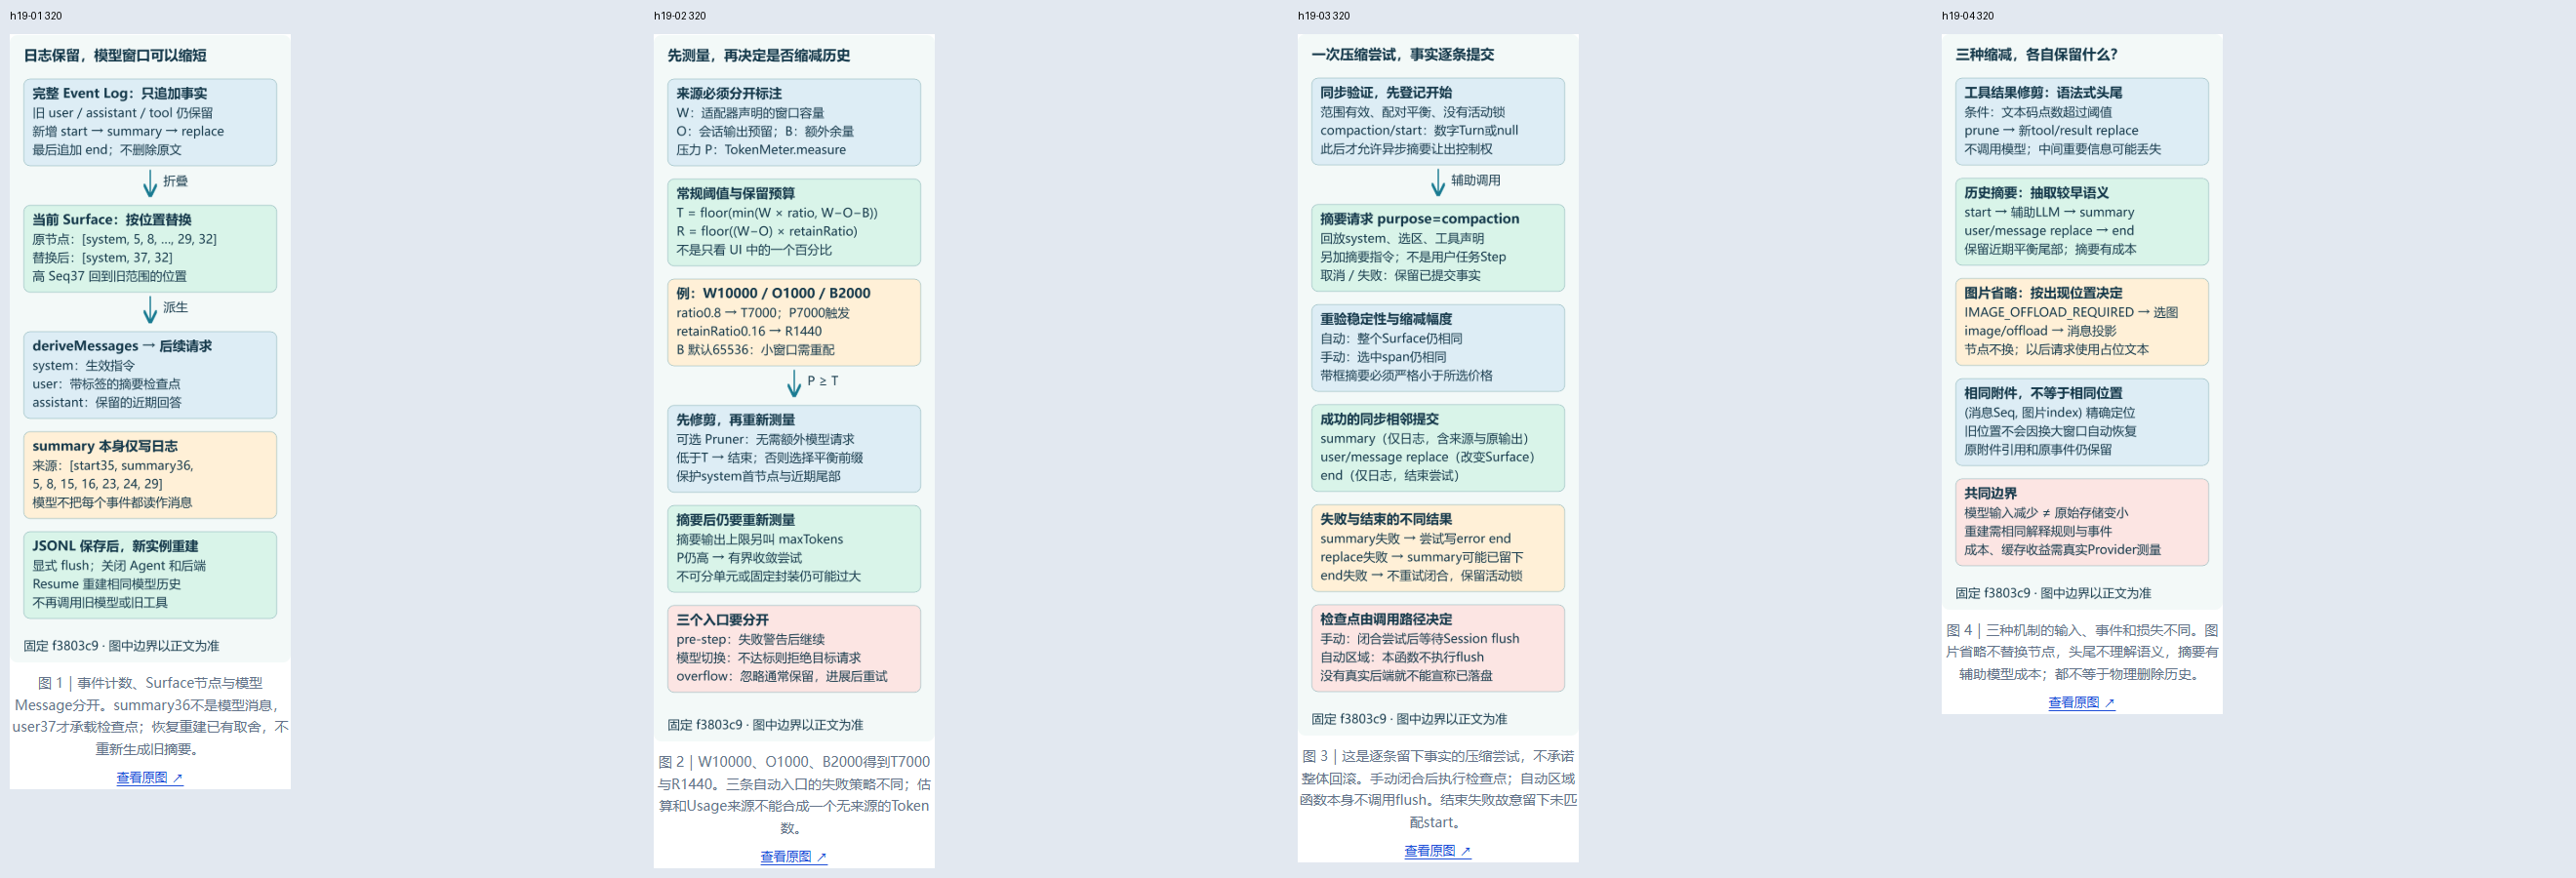 h19-01 320
日志保留，模型窗口可以缩短
完整 Event Log：只追加事实
旧 user / assistant / tool 仍保留
新增 start → summary → replace
最后追加 end；不删除原文
折叠
当前 Surface：按位置替换
原节点：[system, 5, 8, ..., 29, 32]
替换后：[system, 37, 32]
高 Seq37 回到旧范围的位置
派生
deriveMessages → 后续请求
system：生效指令
user：带标签的摘要检查点
assistant：保留的近期回答
summary 本身仅写日志
来源：[start35, summary36,
5, 8, 15, 16, 23, 24, 29]
模型不把每个事件都读作消息
JSONL 保存后，新实例重建
显式 flush；关闭 Agent 和后端
Resume 重建相同模型历史
不再调用旧模型或旧工具
固定 f3803c9 · 图中边界以正文为准
图 1｜事件计数、Surface节点与模型
Message分开。summary36不是模型消息，
user37才承载检查点；恢复重建已有取舍，不
重新生成旧摘要。
查看原图 ↗
h19-02 320
先测量，再决定是否缩减历史
来源必须分开标注
W：适配器声明的窗口容量
O：会话输出预留；B：额外余量
压力 P：TokenMeter.measure
常规阈值与保留预算
T = floor(min(W × ratio, W−O−B))
R = floor((W−O) × retainRatio)
不是只看 UI 中的一个百分比
例：W10000 / O1000 / B2000
ratio0.8 → T7000；P7000触发
retainRatio0.16 → R1440
B 默认65536：小窗口需重配
P ≥ T
先修剪，再重新测量
可选 Pruner：无需额外模型请求
低于T → 结束；否则选择平衡前缀
保护system首节点与近期尾部
摘要后仍要重新测量
摘要输出上限另叫 maxTokens
P仍高 → 有界收敛尝试
不可分单元或固定封装仍可能过大
三个入口要分开
pre-step：失败警告后继续
模型切换：不达标则拒绝目标请求
overflow：忽略通常保留，进展后重试
固定 f3803c9 · 图中边界以正文为准
图 2｜W10000、O1000、B2000得到T7000
与R1440。三条自动入口的失败策略不同；估
算和Usage来源不能合成一个无来源的Token
数。
查看原图 ↗
h19-03 320
一次压缩尝试，事实逐条提交
同步验证，先登记开始
范围有效、配对平衡、没有活动锁
compaction/start：数字Turn或null
此后才允许异步摘要让出控制权
辅助调用
摘要请求 purpose=compaction
回放system、选区、工具声明
另加摘要指令；不是用户任务Step
取消 / 失败：保留已提交事实
重验稳定性与缩减幅度
自动：整个Surface仍相同
手动：选中span仍相同
带框摘要必须严格小于所选价格
成功的同步相邻提交
summary（仅日志，含来源与原输出）
user/message replace（改变Surface）
end（仅日志，结束尝试）
失败与结束的不同结果
summary失败 → 尝试写error end
replace失败 → summary可能已留下
end失败 → 不重试闭合，保留活动锁
检查点由调用路径决定
手动：闭合尝试后等待Session flush
自动区域：本函数不执行flush
没有真实后端就不能宣称已落盘
固定 f3803c9 · 图中边界以正文为准
图 3｜这是逐条留下事实的压缩尝试，不承诺
整体回滚。手动闭合后执行检查点；自动区域
函数本身不调用flush。结束失败故意留下未匹
配start。
查看原图 ↗
h19-04 320
三种缩减，各自保留什么？
工具结果修剪：语法式头尾
条件：文本码点数超过阈值
prune → 新tool/result replace
不调用模型；中间重要信息可能丢失
历史摘要：抽取较早语义
start → 辅助LLM → summary
user/message replace → end
保留近期平衡尾部；摘要有成本
图片省略：按出现位置决定
IMAGE_OFFLOAD_REQUIRED → 选图
image/offload → 消息投影
节点不换；以后请求使用占位文本
相同附件，不等于相同位置
(消息Seq, 图片index) 精确定位
旧位置不会因换大窗口自动恢复
原附件引用和原事件仍保留
共同边界
模型输入减少 ≠ 原始存储变小
重建需相同解释规则与事件
成本、缓存收益需真实Provider测量
固定 f3803c9 · 图中边界以正文为准
图 4｜三种机制的输入、事件和损失不同。图
片省略不替换节点，头尾不理解语义，摘要有
辅助模型成本；都不等于物理删除历史。
查看原图 ↗